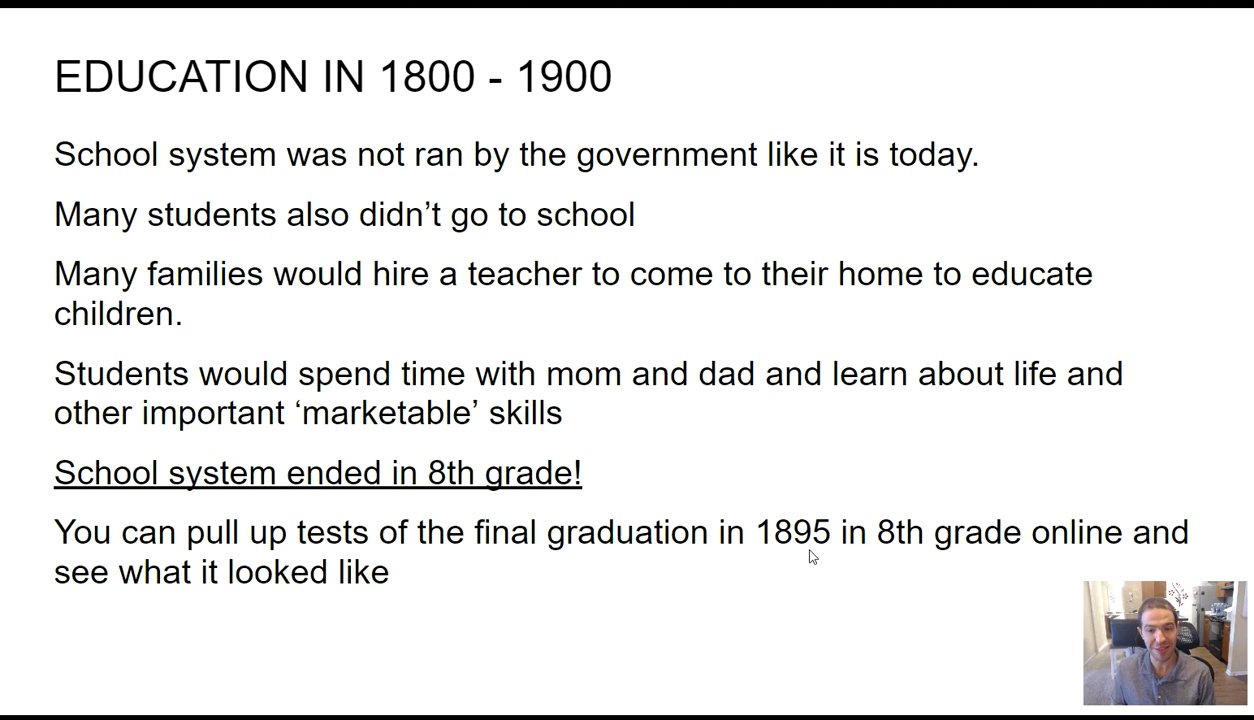 EDUCATION IN 1800 - 1900
School system was not ran by the government like it is today.
Many students also didn’t go to school
Many families would hire a teacher to come to their home to educate
children.
Students would spend time with mom and dad and learn about life and
other important ‘marketable’ skills
School system ended in 8th grade!
You can pull up tests of the final graduation in 1895 in 8th grade online and
see what it looked like